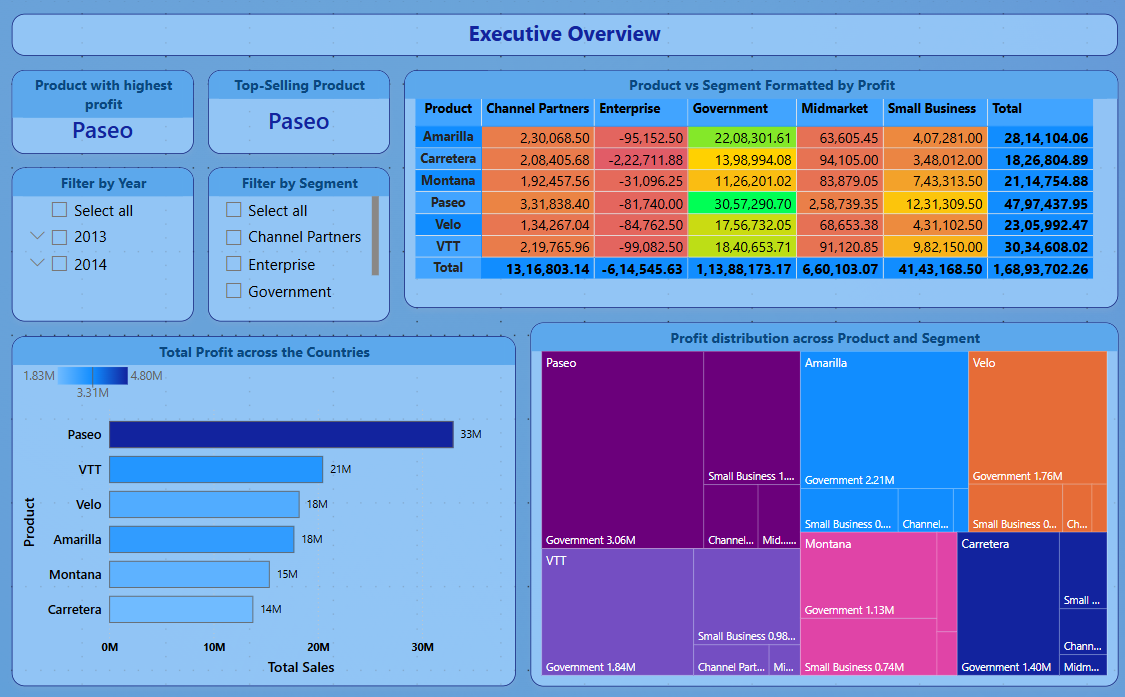 Executive Overview
Product with highest
profit
Paseo
Top-Selling Product
Paseo
Product vs Segment Formatted by Profit
Product Channel Partners Enterprise Government Midmarket Small Business Total
Amarilla 2,30,068.50 -95,152.50 22,08,301.61 63,605.45 4,07,281.00 28,14,104.06
Carretera 2,08,405.68 -2,22,711.88 13,98,994.08 94,105.00 3,48,012.00 18,26,804.89
Montana 1,92,457.56 -31,096.25 11,26,201.02 83,879.05 7,43,313.50 21,14,754.88
Paseo 3,31,838.40 -81,740.00 30,57,290.70 2,58,739.35 12,31,309.50 47,97,437.95
Velo 1,34,267.04 -84,762.50 17,56,732.05 68,653.38 4,31,102.50 23,05,992.47
VTT 2,19,765.96 -99,082.50 18,40,653.71 91,120.85 9,82,150.00 30,34,608.02
Total 13,16,803.14 -6,14,545.63 1,13,88,173.17 6,60,103.07 41,43,168.50 1,68,93,702.26
Filter by Year
Select all
2013
2014
Filter by Segment
Select all
Channel Partners
Enterprise
Government
Total Profit across the Countries
1.83M 4.80M
3.31M
Product
Paseo 33M
VTT 21M
Velo 18M
Amarilla 18M
Montana 15M
Carretera 14M
0M 10M 20M 30M
Total Sales
Profit distribution across Product and Segment
Paseo
Government 3.06M
Small Business 1....
Channel...
Mid......
VTT
Government 1.84M
Small Business 0.98...
Channel Part...
Mi...
Amarilla
Government 2.21M
Small Business 0....
Channel...
Velo
Government 1.76M
Small Business 0...
Ch...
Montana
Government 1.13M
Small Business 0.74M
Carretera
Government 1.40M
Small ...
Chann...
Midm...